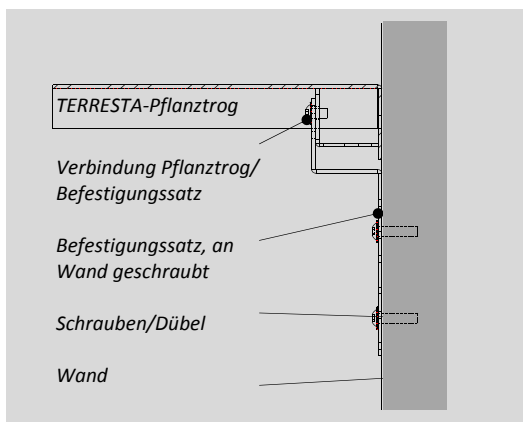 TERRESTA-Pflanztrog
Verbindung Pflanztrog/
Befestigungssatz
Befestigungssatz, an
Wand geschraubt
Schrauben/Dübel
Wand